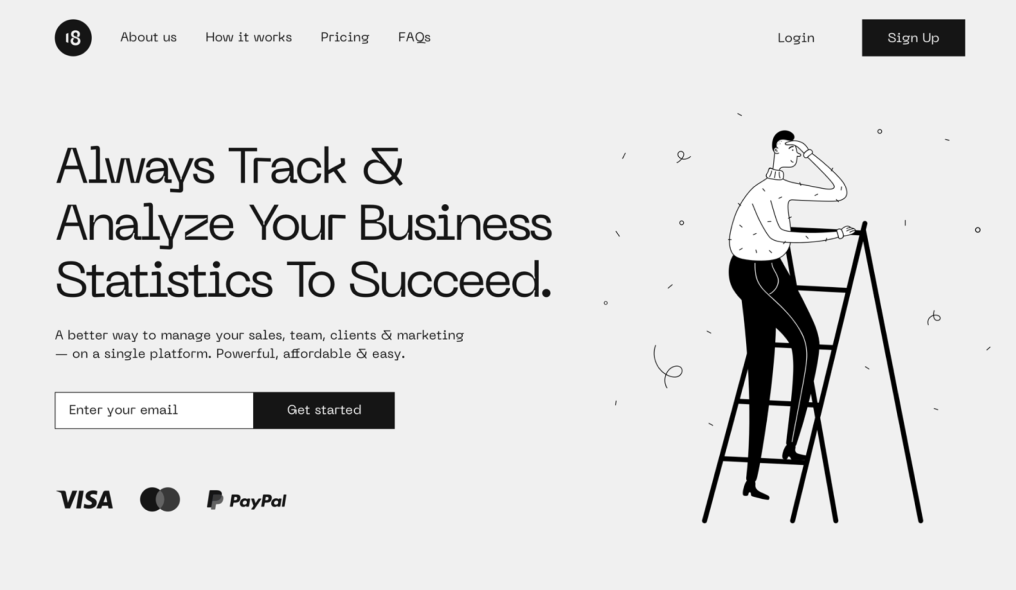 18
About us
How it works
Pricing
FAQs
Login
Sign Up
Always Track &
Analyze Your Business
Statistics To Succeed.
A better way to manage your sales, team, clients & marketing
— on a single platform. Powerful, affordable & easy.
Enter your email
Get started
VISA
PayPal